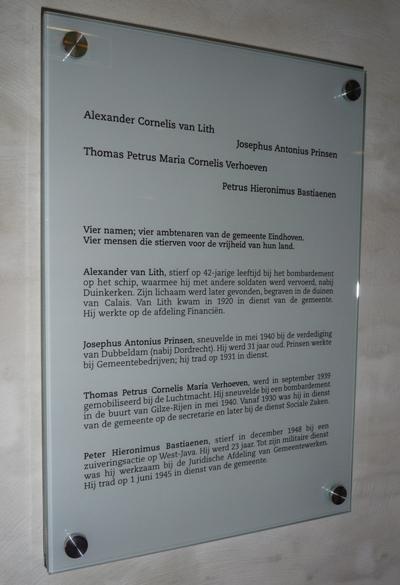 Alexander Cornelis van Lith
Josephus Antonius Prinsen
Thomas Petrus Maria Cornelis Verhoeven
Petrus Hieronimus Bastiaenen
Vier namen; vier ambtenaren van de gemeente Eindhoven.
Vier mensen die stierven voor de vrijheid van hun land.
Alexander van Lith, stierf op 42-jarige leeftijd bij het bombardement
op het schip, waarmee hij met andere soldaten werd vervoerd, nabij
Duinkerken. Zijn lichaam werd later gevonden, begraven in de duinen
van Calais. Van Lith kwam in 1920 in dienst van de gemeente.
Hij werkte op de afdeling Financiën.
Josephus Antonius Prinsen, sneuvelde in mei 1940 bij de verdediging
van Dubbeldam (nabij Dordrecht). Hij werd 31 jaar oud. Prinsen werkte
bij Gemeentebedrijven; hij trad op 1931 in dienst.
Thomas Petrus Cornelis Maria Verhoeven, werd in september 1939
gemobiliseerd bij de Luchtmacht. Hij sneuvelde bij een bombardement
in de buurt van Gilze-Rijen in mei 1940. Vanaf 1930 was hij in dienst
van de gemeente op de secretarie en later bij de dienst Sociale Zaken.
Peter Hieronimus Bastiaenen, stierf in december 1948 bij een
zuiveringsactie op West-Java. Hij werd 23 jaar. Tot zijn militaire dienst
was hij werkzaam bij de Juridische Afdeling van Gemeentewerken.
Hij trad op 1 juni 1945 in dienst van de gemeente.